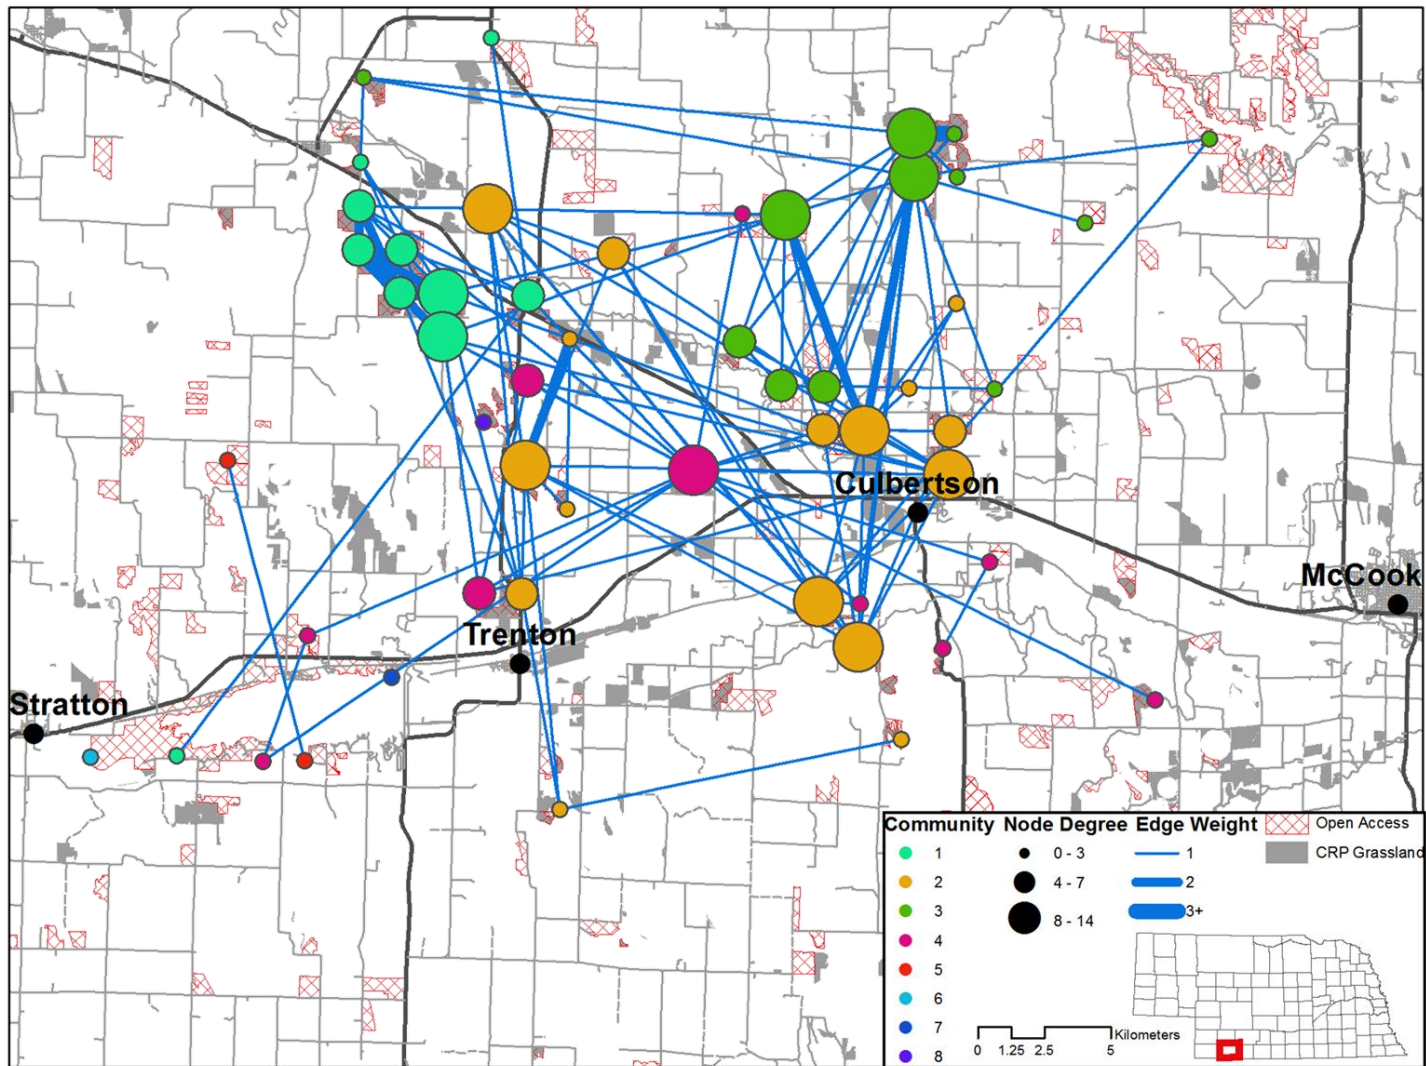 Culbertson
McCook
Trenton
Stratton
Community Node Degree Edge Weight Open Access
1 0 - 3 1 CRP Grassland
2 4 - 7 2
3 8 - 14 3+
4
5
6
7
8
Kilometers
0 1.25 2.5 5